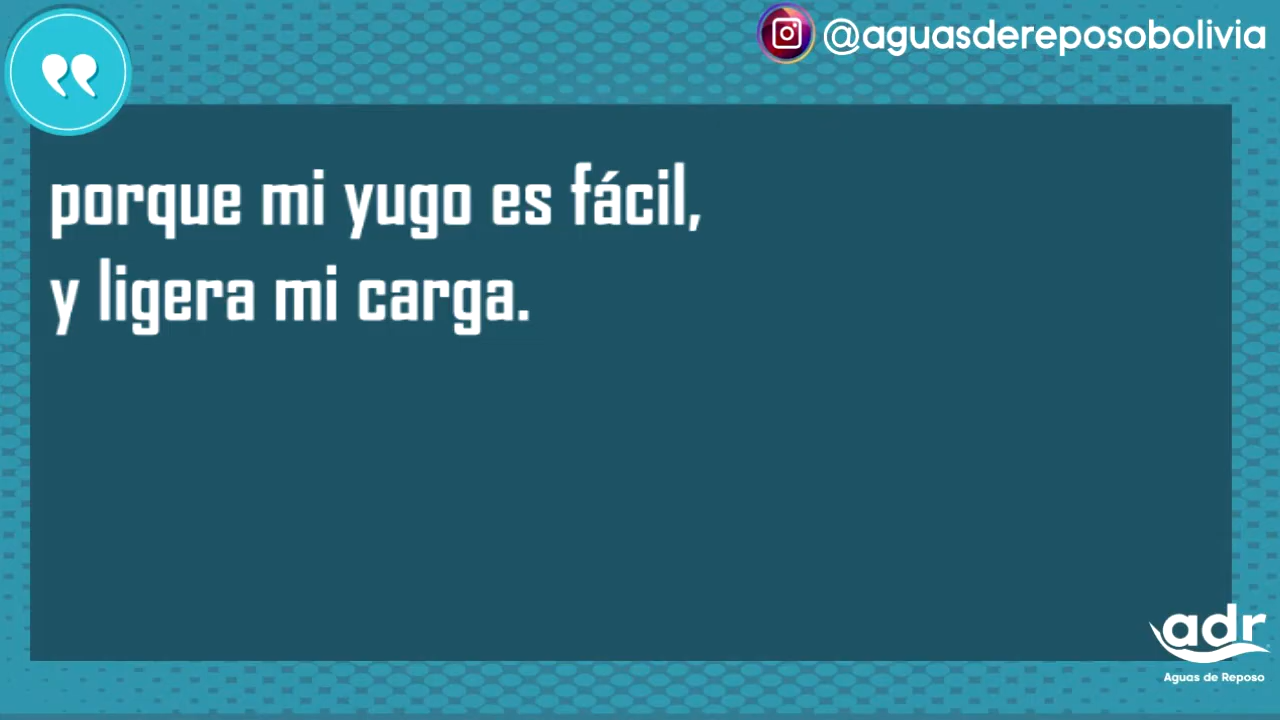 @aguasdereposobolivia
porque mi yugo es fácil,
y ligera mi carga.
adr
Aguas de Reposo